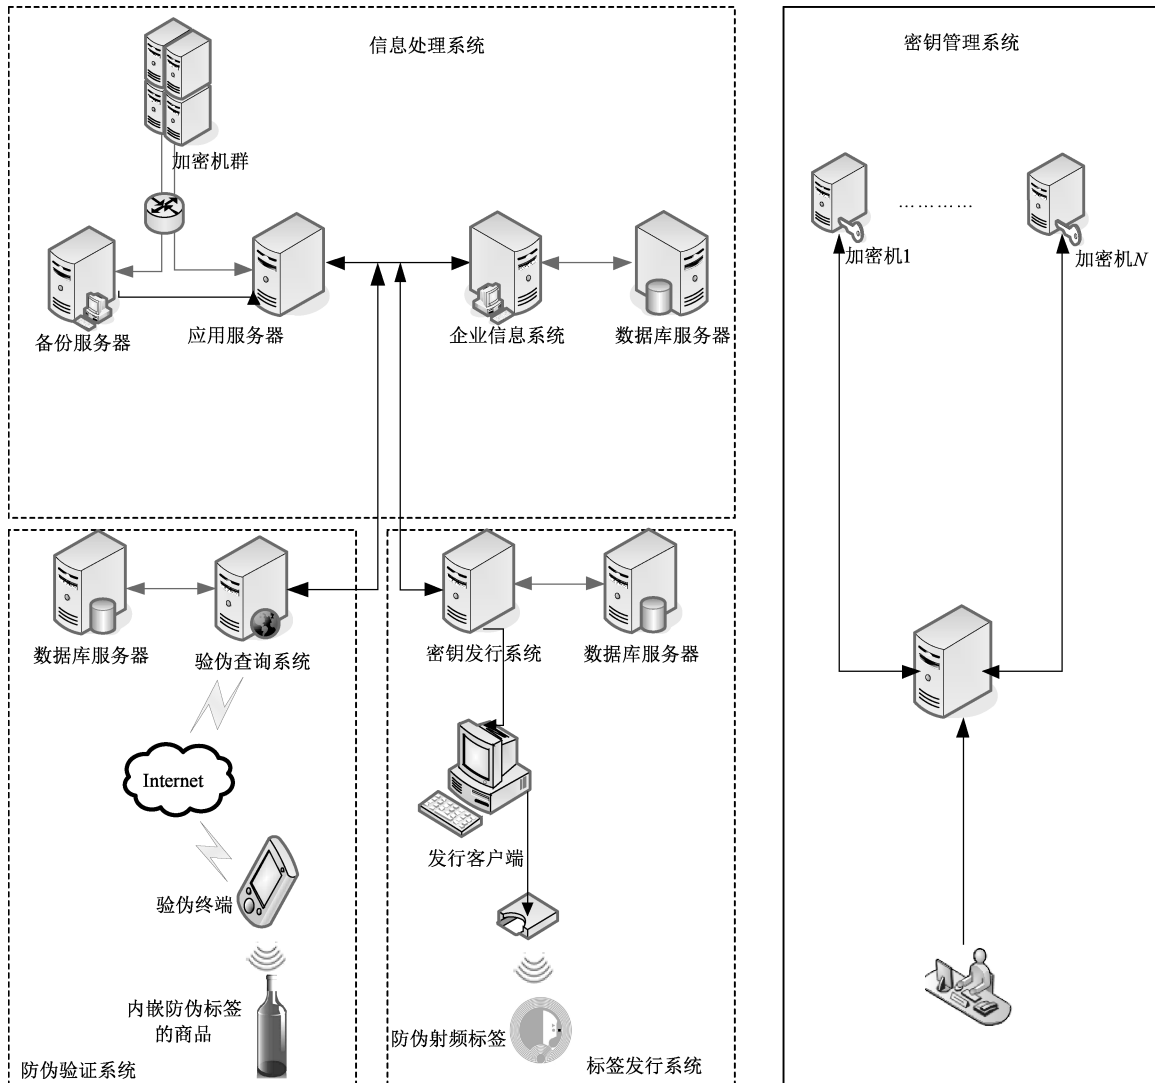 信息处理系统
密钥管理系统
加密机群
…………
加密机1
加密机N
备份服务器
应用服务器
企业信息系统
数据库服务器
数据库服务器
验伪查询系统
密钥发行系统
数据库服务器
Internet
发行客户端
验伪终端
内嵌防伪标签
的商品
防伪射频标签
防伪验证系统
标签发行系统